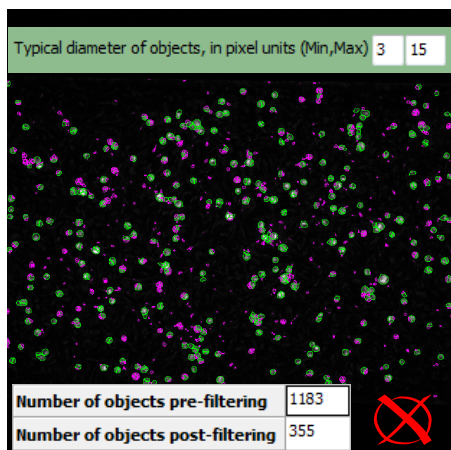 Typical diameter of objects, in pixel units (Min,Max) 3 15
Number of objects pre-filtering 1183
Number of objects post-filtering 355